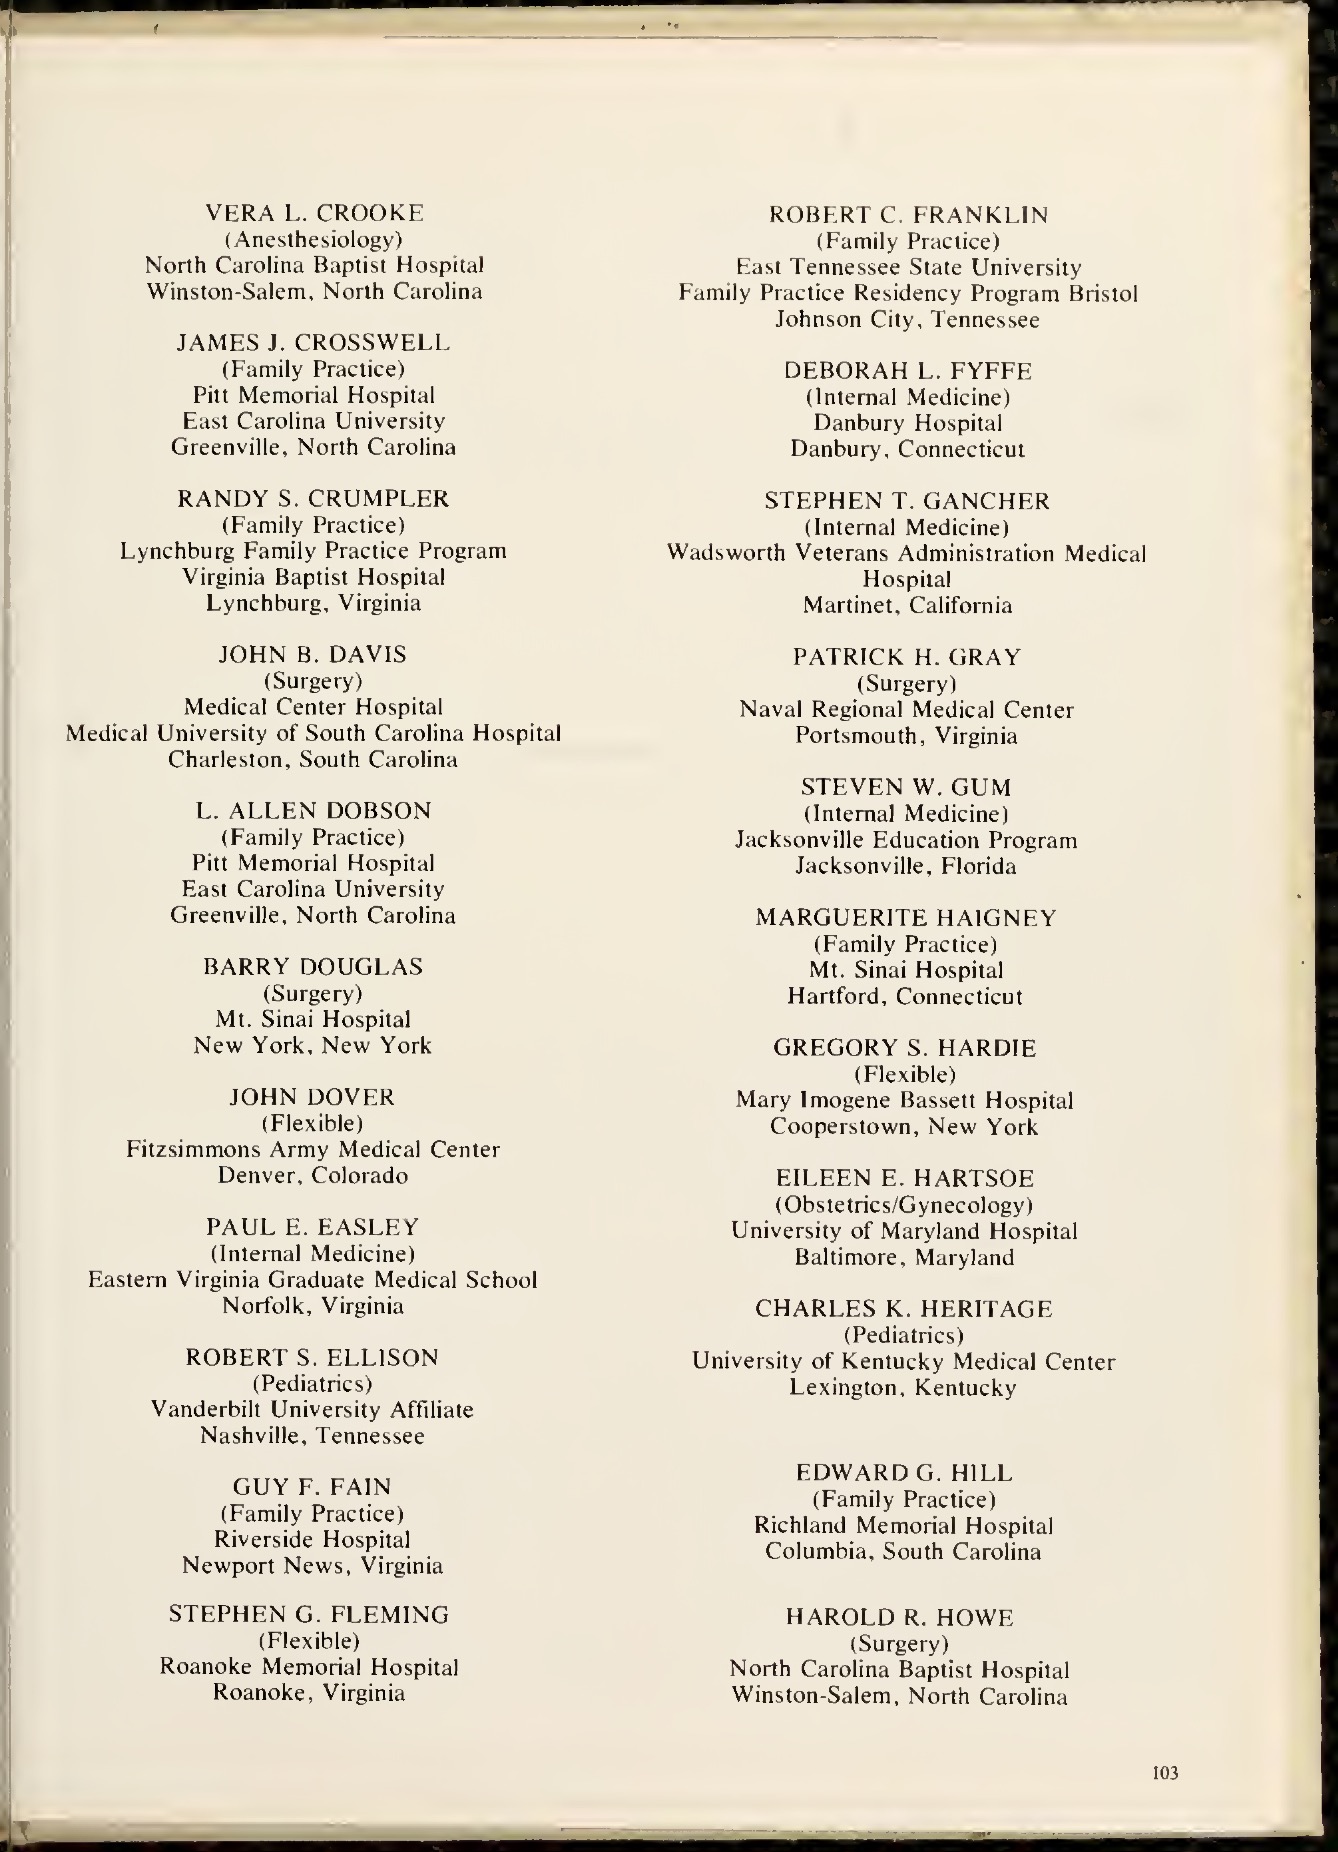 VERA L. CROOKE
(Anesthesiology)
North Carolina Baptist Hospital
Winston-Salem, North Carolina
JAMES J. CROSSWELL
(Family Practice)
Pitt Memorial Hospital
East Carolina University
Greenville, North Carolina
RANDY S. CRUMPLER
(Family Practice)
Lynchburg Family Practice Program
Virginia Baptist Hospital
Lynchburg, Virginia
JOHN B. DAVIS
(Surgery)
Medical Center Hospital
Medical University of South Carolina Hospital
Charleston, South Carolina
L. ALLEN DOBSON
(Family Practice)
Pitt Memorial Hospital
East Carolina University
Greenville, North Carolina
BARRY DOUGLAS
(Surgery)
Mt. Sinai Hospital
New York, New York
JOHN DOVER
(Flexible)
Fitzsimmons Army Medical Center
Denver, Colorado
PAUL E. EASLEY
(Internal Medicine)
Eastern Virginia Graduate Medical School
Norfolk, Virginia
ROBERT S. ELLISON
(Pediatrics)
Vanderbilt University Affiliate
Nashville, Tennessee
GUY F. FAIN
(Family Practice)
Riverside Hospital
Newport News, Virginia
STEPHEN G. FLEMING
(Flexible)
Roanoke Memorial Hospital
Roanoke, Virginia
ROBERT C. FRANKLIN
(Family Practice)
East Tennessee State University
Family Practice Residency Program Bristol
Johnson City, Tennessee
DEBORAH L. FYFFE
(Internal Medicine)
Danbury Hospital
Danbury, Connecticut
STEPHEN T. GANCHER
(Internal Medicine)
Wadsworth Veterans Administration Medical
Hospital
Martinet, California
PATRICK H. GRAY
(Surgery)
Naval Regional Medical Center
Portsmouth, Virginia
STEVEN W. GUM
(Internal Medicine)
Jacksonville Education Program
Jacksonville, Florida
MARGUERITE HAIGNEY
(Family Practice)
Mt. Sinai Hospital
Hartford, Connecticut
GREGORY S. HARDIE
(Flexible)
Mary Imogene Bassett Hospital
Cooperstown, New York
EILEEN E. HARTSOE
(Obstetrics/Gynecology)
University of Maryland Hospital
Baltimore, Maryland
CHARLES K. HERITAGE
(Pediatrics)
University of Kentucky Medical Center
Lexington, Kentucky
EDWARD G. HILL
(Family Practice)
Richland Memorial Hospital
Columbia, South Carolina
HAROLD R. HOWE
(Surgery)
North Carolina Baptist Hospital
Winston-Salem, North Carolina
103